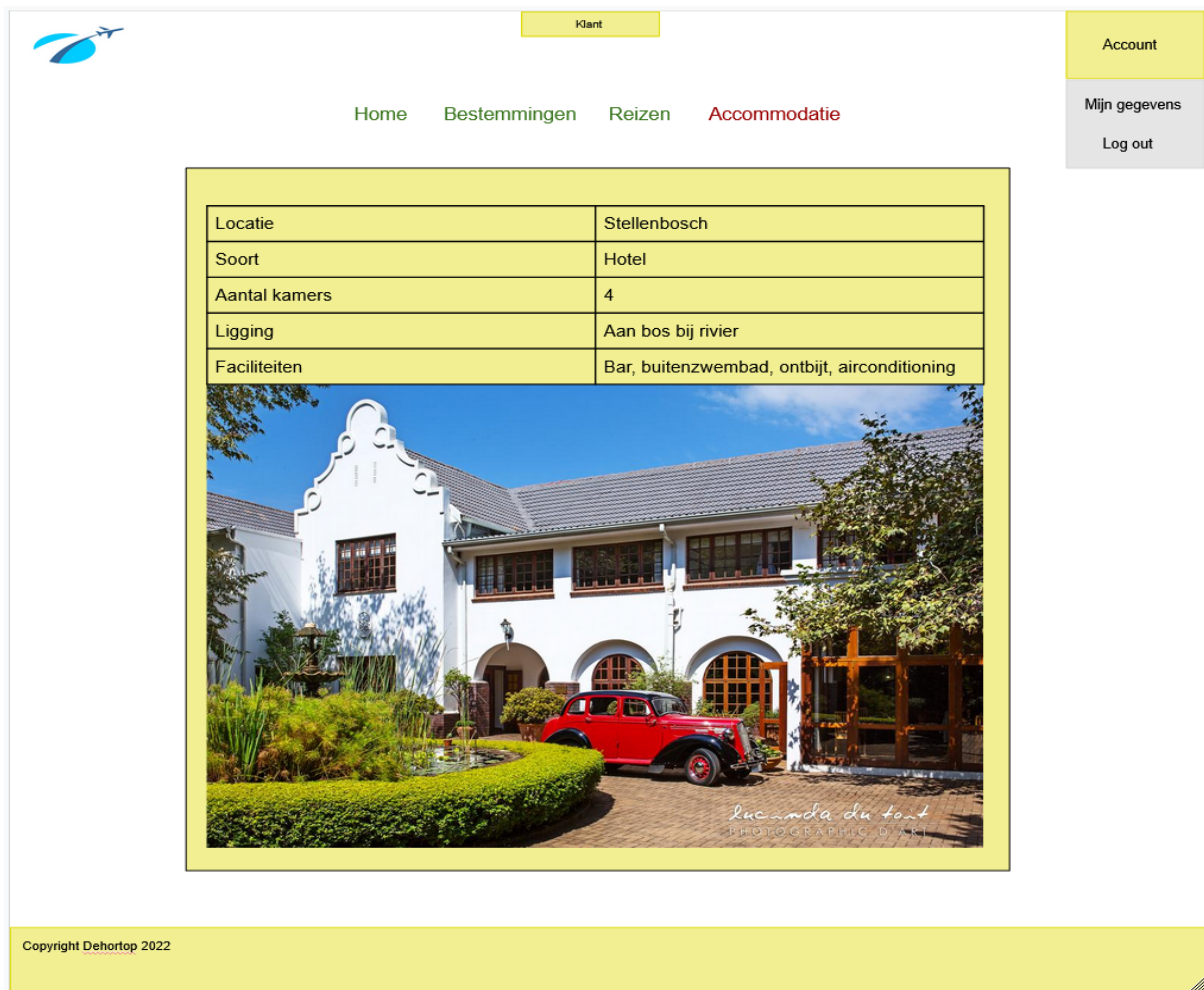 Klant
Account
Mijn gegevens
Log out
Home Bestemmingen Reizen Accommodatie
Locatie Stellenbosch
Soort Hotel
Aantal kamers 4
Ligging Aan bos bij rivier
Faciliteiten Bar, buitenzwembad, ontbijt, airconditioning
lucinda du toit
PHOTOGRAPHIC D'ART
Copyright Dehortop 2022